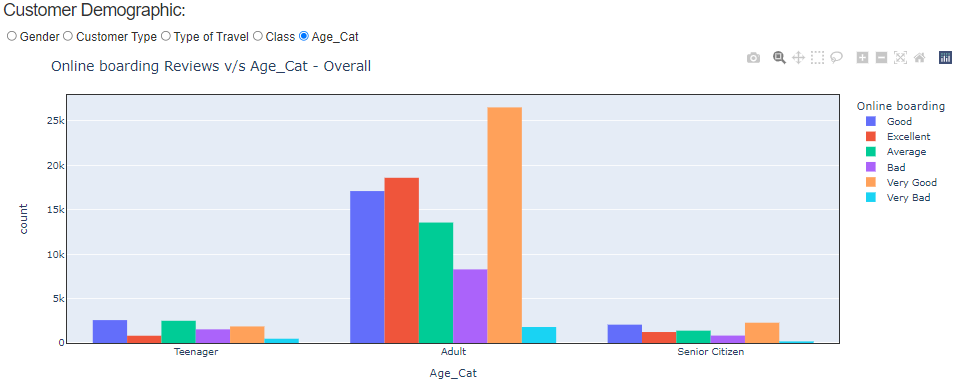 Customer Demographic:
Gender Customer Type Type of Travel Class Age_Cat
Online boarding Reviews v/s Age_Cat - Overall
Online boarding
Good
Excellent
Average
Bad
Very Good
Very Bad
count
25k
20k
15k
10k
5k
0
Teenager Adult Senior Citizen
Age_Cat